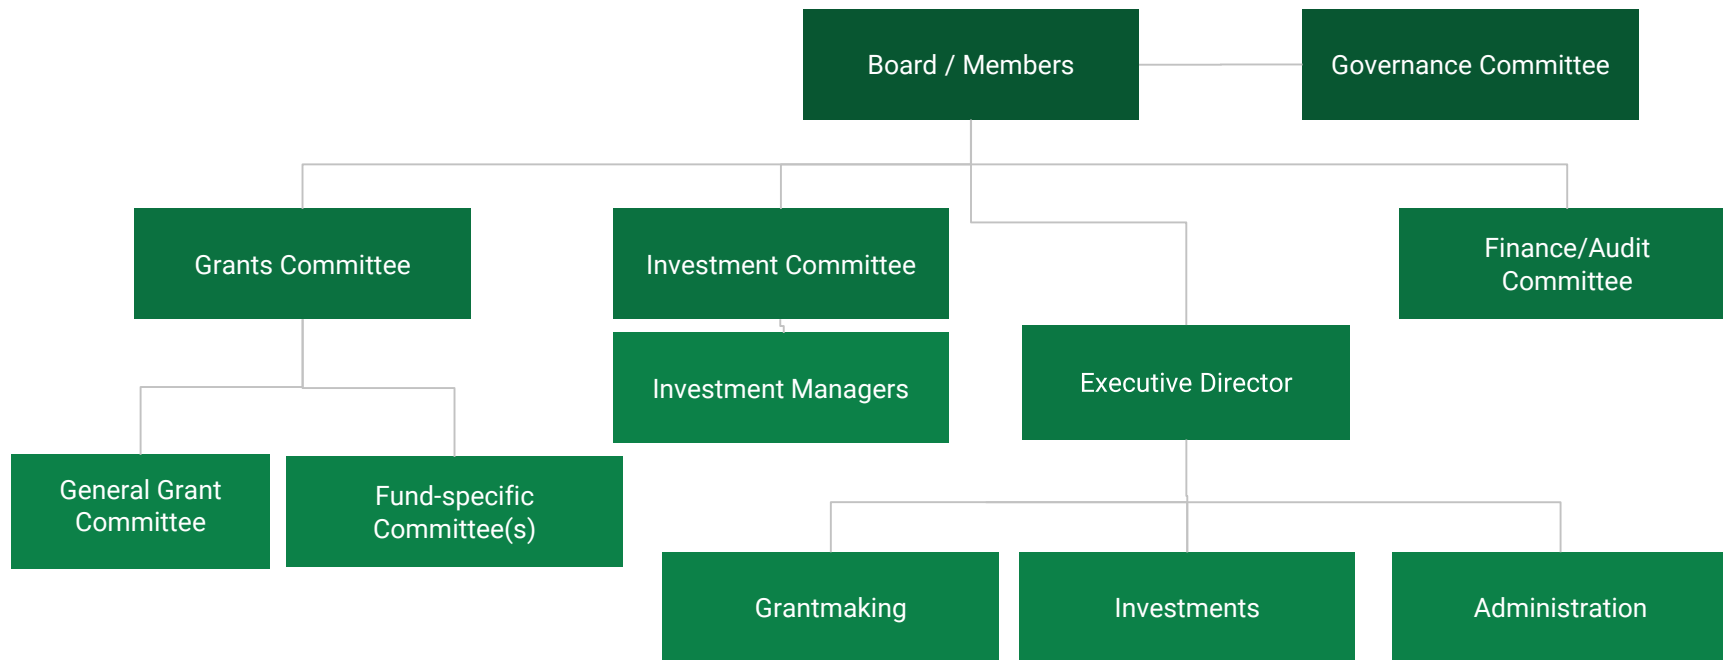 Board / Members
Governance Committee
Grants Committee
Investment Committee
Finance/Audit
Committee
Investment Managers
Executive Director
General Grant
Committee
Fund-specific
Committee(s)
Grantmaking
Investments
Administration